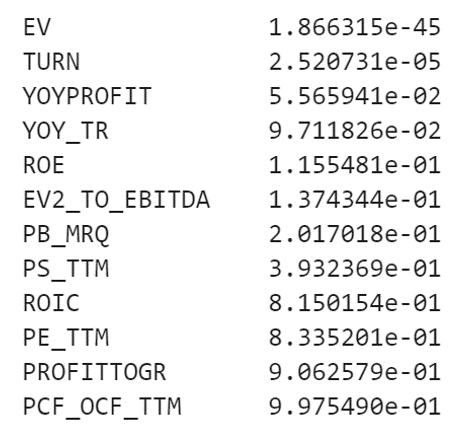 EV 1.866315e-45
TURN 2.520731e-05
YOYPROFIT 5.565941e-02
YOY_TR 9.711826e-02
ROE 1.155481e-01
EV2_TO_EBITDA 1.374344e-01
PB_MRQ 2.017018e-01
PS_TTM 3.932369e-01
ROIC 8.150154e-01
PE_TTM 8.335201e-01
PROFITTOGR 9.062579e-01
PCF_OCF_TTM 9.975490e-01